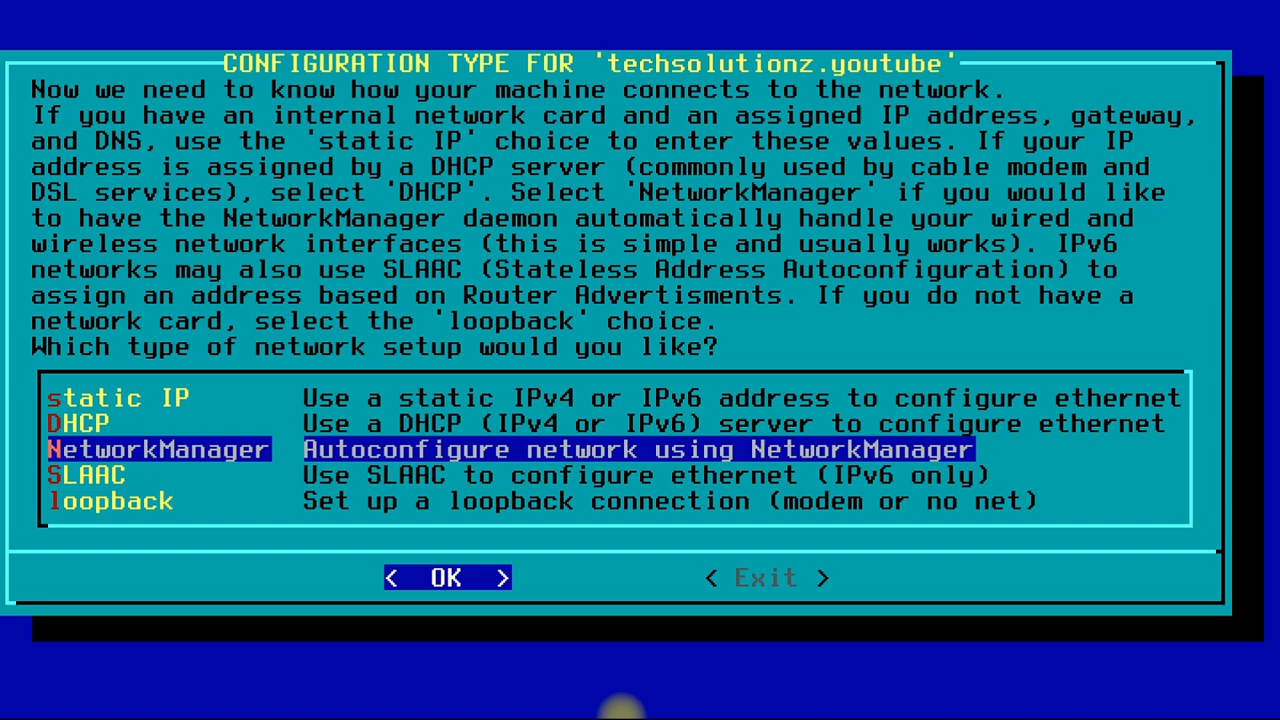 CONFIGURATION TYPE FOR 'techsolutionz.youtube'
Now we need to know how your machine connects to the network.
If you have an internal network card and an assigned IP address, gateway,
and DNS, use the 'static IP' choice to enter these values. If your IP
address is assigned by a DHCP server (commonly used by cable modem and
DSL services), select 'DHCP'. Select 'NetworkManager' if you would like
to have the NetworkManager daemon automatically handle your wired and
wireless network interfaces (this is simple and usually works). IPv6
networks may also use SLAAC (Stateless Address Autoconfiguration) to
assign an address based on Router Advertisments. If you do not have a
network card, select the 'loopback' choice.
Which type of network setup would you like?
static IP Use a static IPv4 or IPv6 address to configure ethernet
DHCP Use a DHCP (IPv4 or IPv6) server to configure ethernet
NetworkManager Autoconfigure network using NetworkManager
SLAAC Use SLAAC to configure ethernet (IPv6 only)
loopback Set up a loopback connection (modem or no net)
< OK > < Exit >